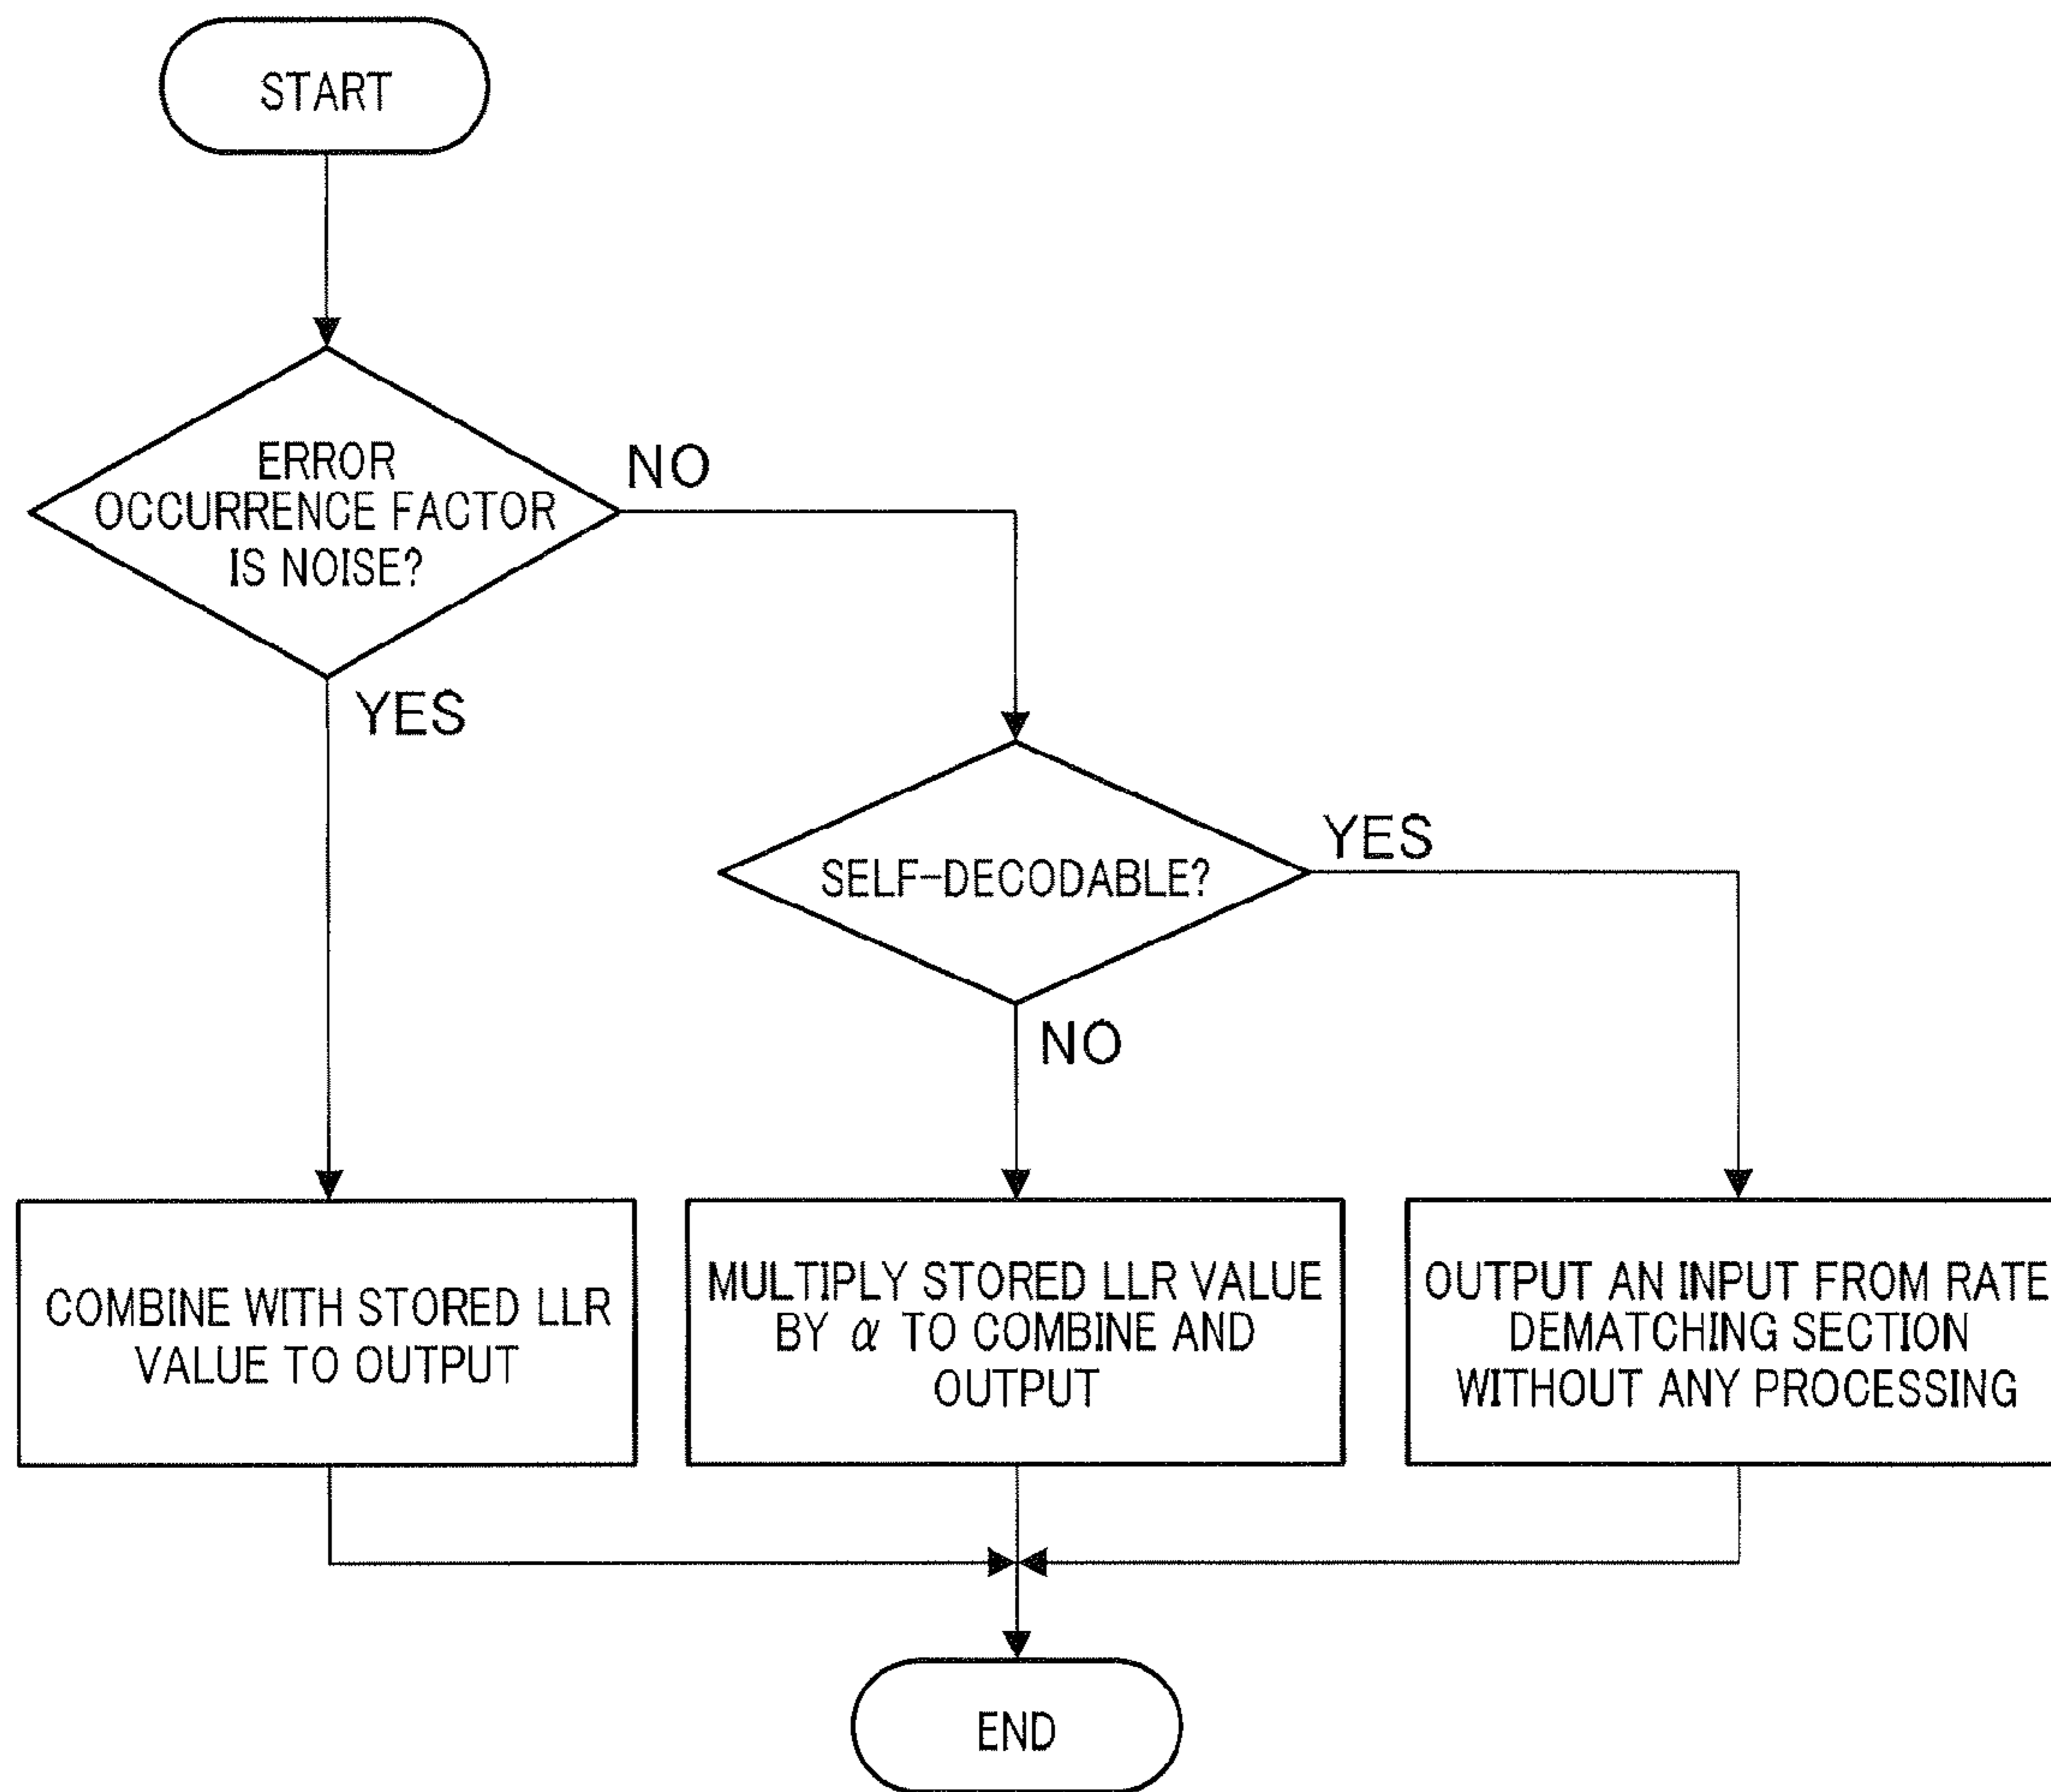 START
ERROR
OCCURRENCE FACTOR
IS NOISE?
NO
YES
SELF-DECODABLE?
YES
NO
COMBINE WITH STORED LLR
VALUE TO OUTPUT
MULTIPLY STORED LLR VALUE
BY α TO COMBINE AND
OUTPUT
OUTPUT AN INPUT FROM RATE
DEMATCHING SECTION
WITHOUT ANY PROCESSING
END